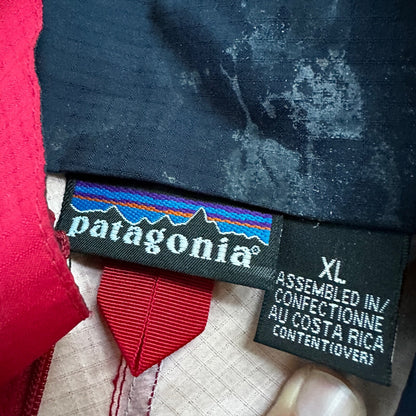 patagonia®
XL
ASSEMBLED IN/
CONFECTIONNE
AU COSTA RICA
CONTENT(OVER)